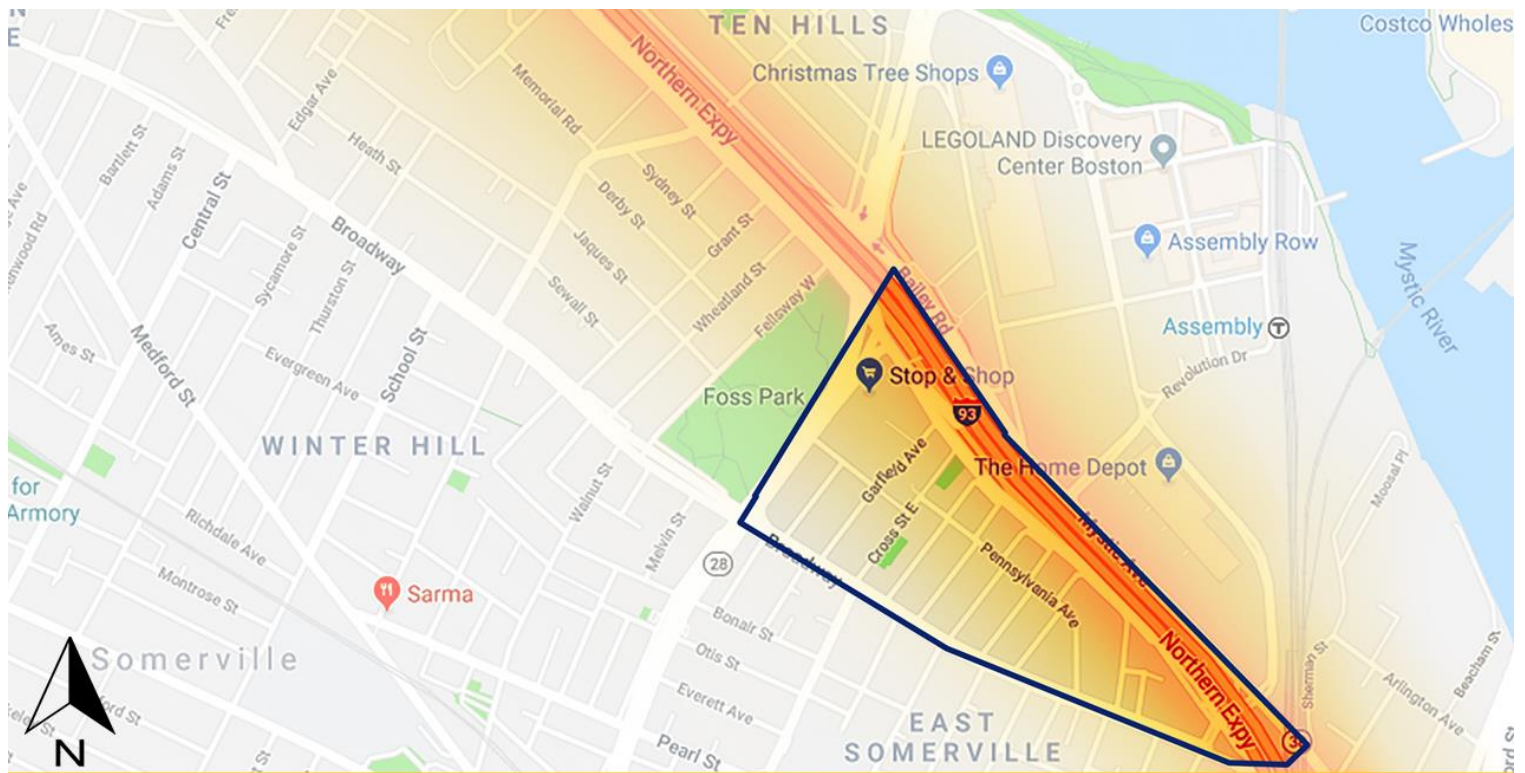 N
E
TEN HILLS
Costco Wholes
Christmas Tree Shops
Northern Expy
Edgar Ave
Memorial Rd
LEGOLAND Discovery
Center Boston
Bartlett St
Adams St
Heath St
Central St
Sydney St
Derby St
Grant St
Jaques St
Wheatland St
Fellsway W
Sewall St
Broadway
Sycamore St
Thurston St
Assembly Row
Mystic River
Bailey Rd
Assembly
T
Revolution Dr
Ames St
Medford St
Evergreen Ave
School St
Foss Park
Stop & Shop
93
WINTER HILL
Garfield Ave
The Home Depot
Moosal Pl
for
Armory
Richdale Ave
Walnut St
Melvin St
Cross St E
Mystic Ave
Broadway
28
Pennsylvania Ave
Montrose St
Sarma
Bonair St
Otis St
Everett Ave
Pearl St
Somerville
Northern Expy
Sherman St
Arlington Ave
Beacham St
EAST
SOMERVILLE
N